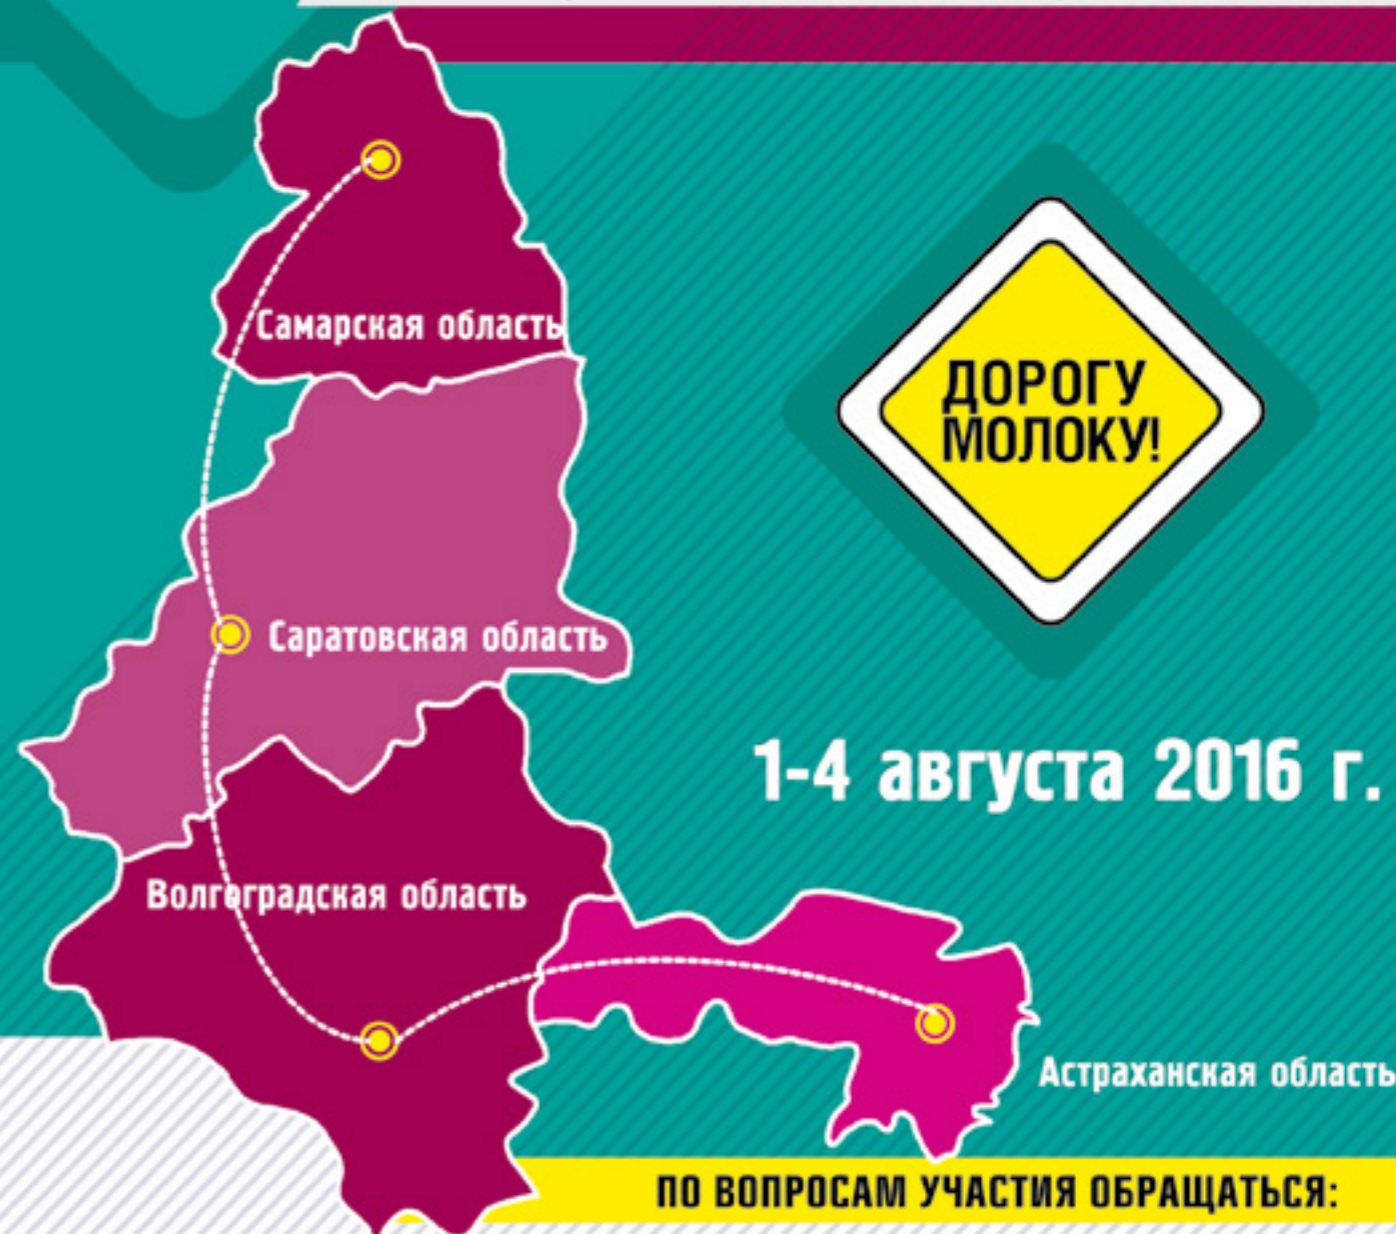 Самарская область
ДОРОГУ
МОЛОКУ!
Саратовская область
1-4 августа 2016 г.
Волгоградская область
Астраханская область
ПО ВОПРОСАМ УЧАСТИЯ ОБРАЩАТЬСЯ: